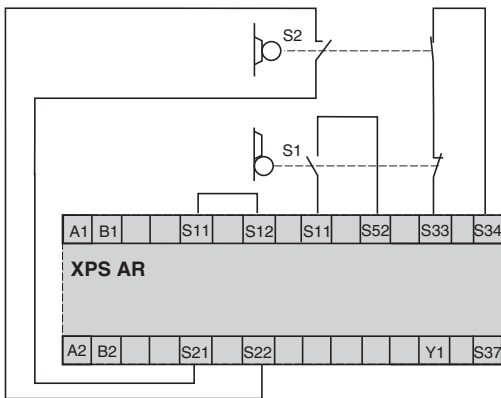 S2
S1
A1 B1 S11 S12 S11 S52 S33 S34
XPS AR
A2 B2 S21 S22 Y1 S37